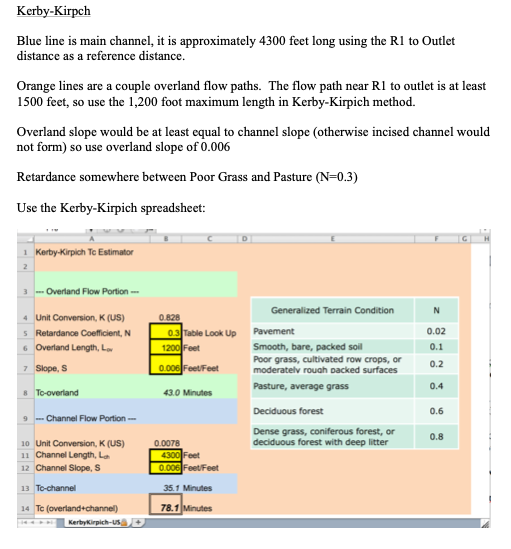 Kerby-Kirpch
Blue line is main channel, it is approximately 4300 feet long using the R1 to Outlet
distance as a reference distance.
Orange lines are a couple overland flow paths. The flow path near R1 to outlet is at least
1500 feet, so use the 1,200 foot maximum length in Kerby-Kirpich method.
Overland slope would be at least equal to channel slope (otherwise incised channel would
not form) so use overland slope of 0.006
Retardance somewhere between Poor Grass and Pasture (N=0.3)
Use the Kerby-Kirpich spreadsheet:
A B C D E F G H
1 Kerby-Kirpich Tc Estimator
2
3 --- Overland Flow Portion ---
4 Unit Conversion, K (US) 0.828
5 Retardance Coefficient, N 0.3 Table Look Up
6 Overland Length, Lov 1200 Feet
7 Slope, S 0.006 Feet/Feet
8 Tc-overland 43.0 Minutes
9 --- Channel Flow Portion ---
10 Unit Conversion, K (US) 0.0078
11 Channel Length, Lch 4300 Feet
12 Channel Slope, S 0.006 Feet/Feet
13 Tc-channel 35.1 Minutes
14 Tc (overland+channel) 78.1 Minutes
Generalized Terrain Condition N
Pavement 0.02
Smooth, bare, packed soil 0.1
Poor grass, cultivated row crops, or
moderately rough packed surfaces 0.2
Pasture, average grass 0.4
Deciduous forest 0.6
Dense grass, coniferous forest, or
deciduous forest with deep litter 0.8
KerbyKirpich-US